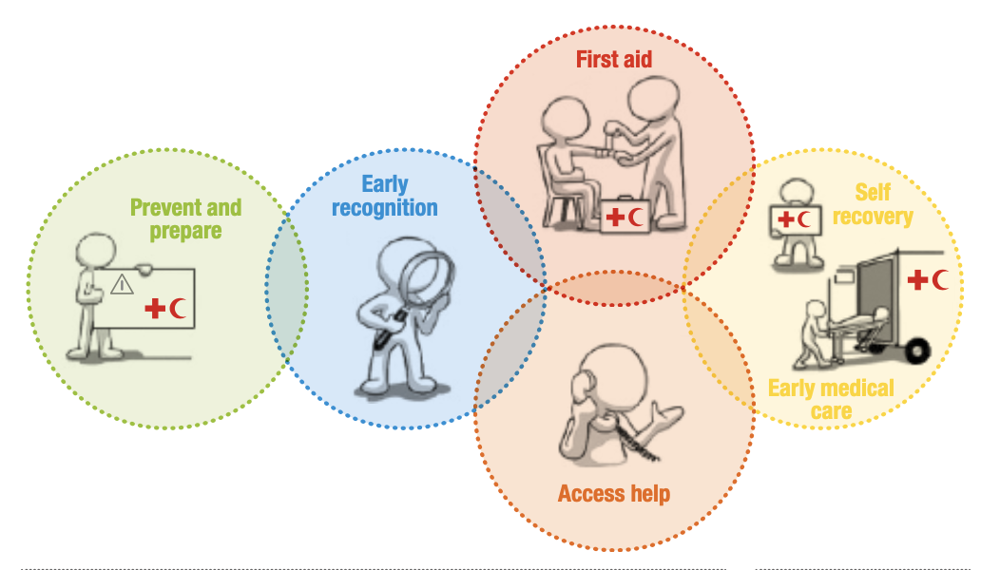 Prevent and
prepare
Early
recognition
First aid
Access help
Self
recovery
Early medical
care